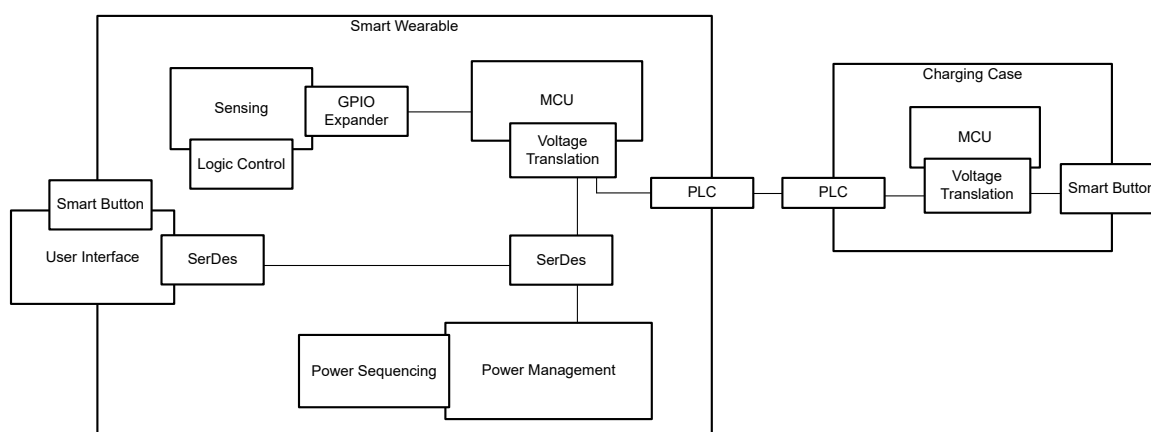 Smart Wearable
Charging Case
Sensing
GPIO
Expander
MCU
Logic Control
Voltage
Translation
MCU
Voltage
Translation
Smart Button
PLC
PLC
Smart Button
User Interface
SerDes
SerDes
Power Sequencing
Power Management